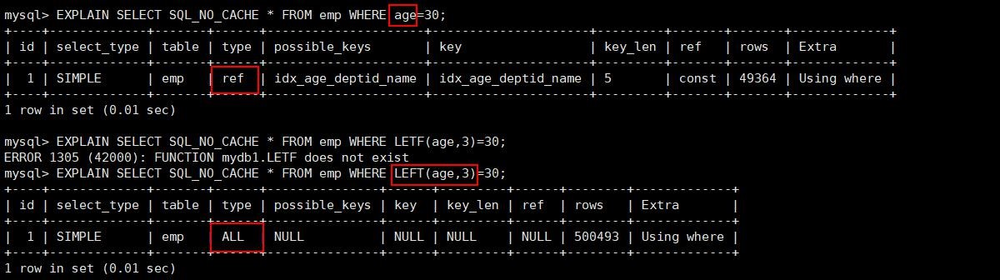 mysql> EXPLAIN SELECT SQL_NO_CACHE * FROM emp WHERE age=30;
+----+-------------+-------+------+---------------------+---------------------+---------+-------+-------+-------------+
| id | select_type | table | type | possible_keys       | key                 | key_len | ref   | rows  | Extra       |
+----+-------------+-------+------+---------------------+---------------------+---------+-------+-------+-------------+
|  1 | SIMPLE      | emp   | ref  | idx_age_deptid_name | idx_age_deptid_name | 5       | const | 49364 | Using where |
+----+-------------+-------+------+---------------------+---------------------+---------+-------+-------+-------------+
1 row in set (0.01 sec)
mysql> EXPLAIN SELECT SQL_NO_CACHE * FROM emp WHERE LETF(age,3)=30;
ERROR 1305 (42000): FUNCTION mydb1.LETF does not exist
mysql> EXPLAIN SELECT SQL_NO_CACHE * FROM emp WHERE LEFT(age,3)=30;
+----+-------------+-------+------+---------------+------+---------+------+--------+-------------+
| id | select_type | table | type | possible_keys | key  | key_len | ref  | rows   | Extra       |
+----+-------------+-------+------+---------------+------+---------+------+--------+-------------+
|  1 | SIMPLE      | emp   | ALL  | NULL          | NULL | NULL    | NULL | 500493 | Using where |
+----+-------------+-------+------+---------------+------+---------+------+--------+-------------+
1 row in set (0.01 sec)